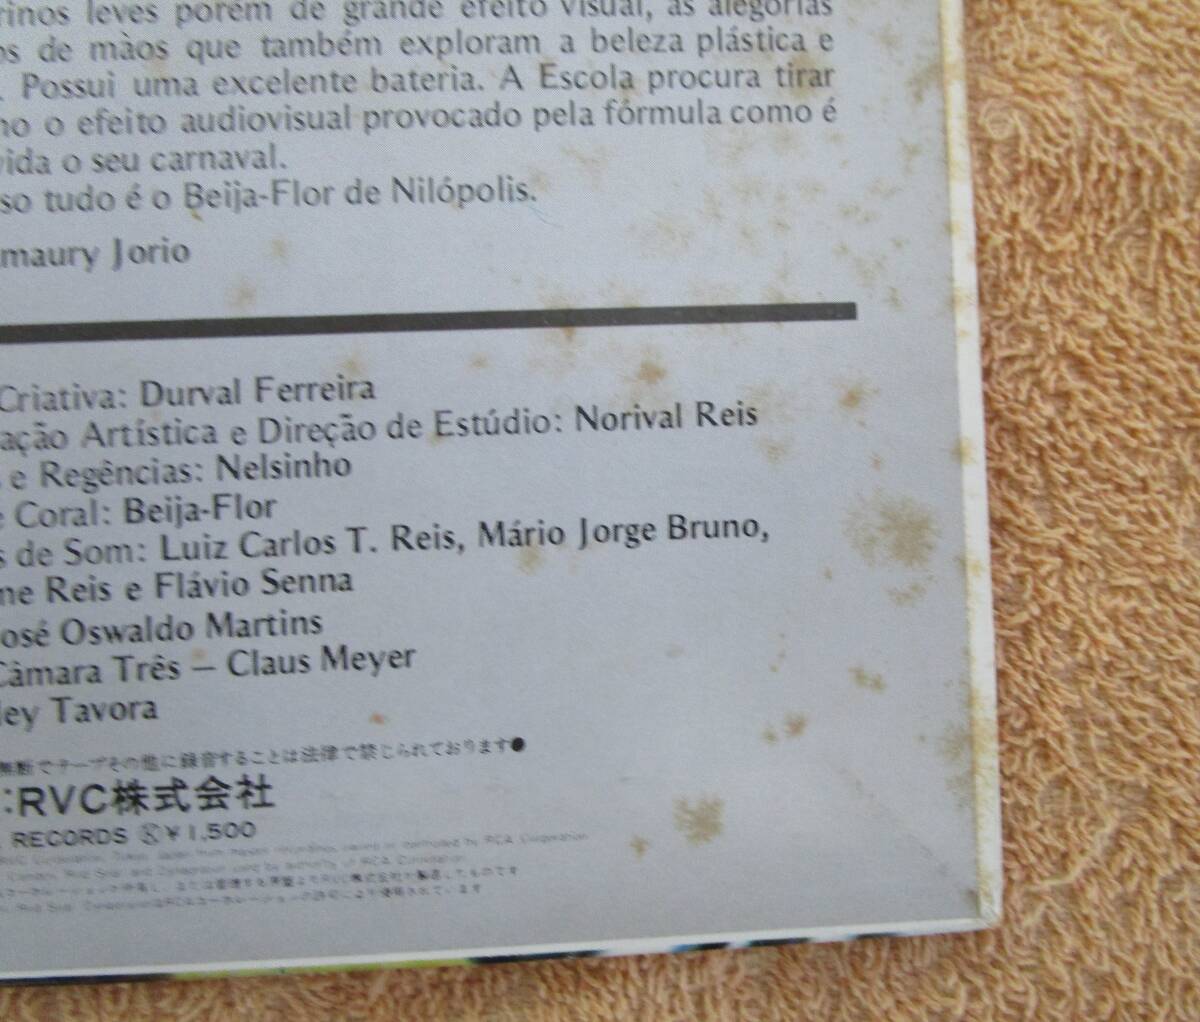 leves porém de grande efeito visual, as alegorias
de mãos que também exploram a beleza plástica e
. Possui uma excelente bateria. A Escola procura tirar
o efeito audiovisual provocado pela fórmula como é
o seu carnaval.
tudo é o Beija-Flor de Nilópolis.
maury Jorio
Criativa: Durval Ferreira
ação Artística e Direção de Estúdio: Norival Reis
e Regências: Nelsinho
Coral: Beija-Flor
s de Som: Luiz Carlos T. Reis, Mário Jorge Bruno,
ne Reis e Flávio Senna
osé Oswaldo Martins
Câmara Três – Claus Meyer
ley Tavora
無断でテープその他に録音することは法律で禁じられております●
:RVC株式会社
RECORDS Ⓚ¥1,500